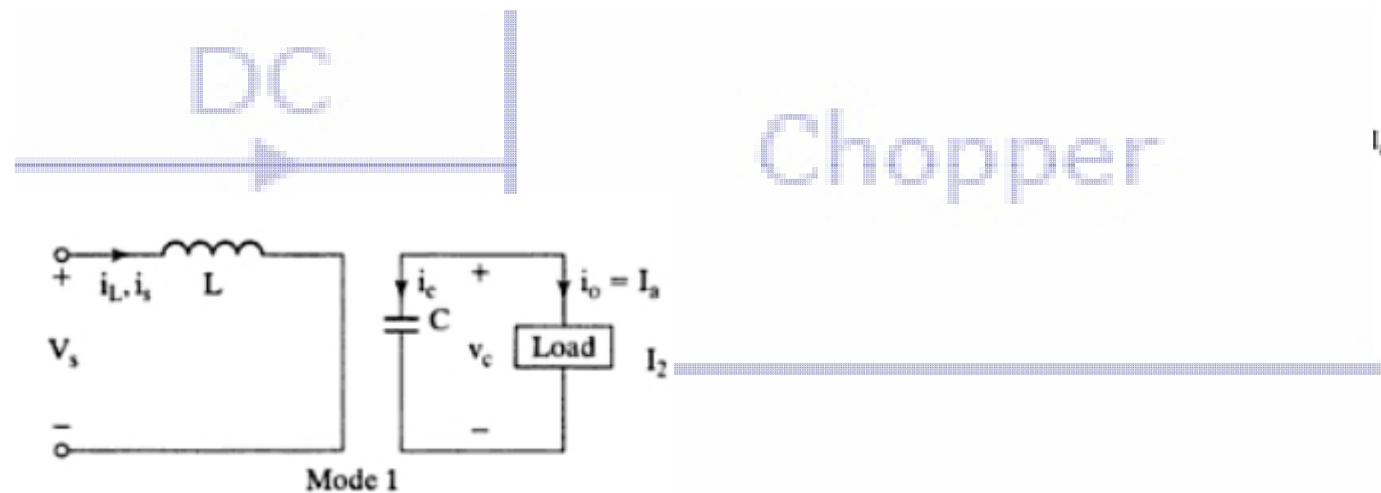 DC
Chopper
+ i_L, i_s L
i_c + i_o = I_a
C
V_s v_c Load I_2
− −
Mode 1